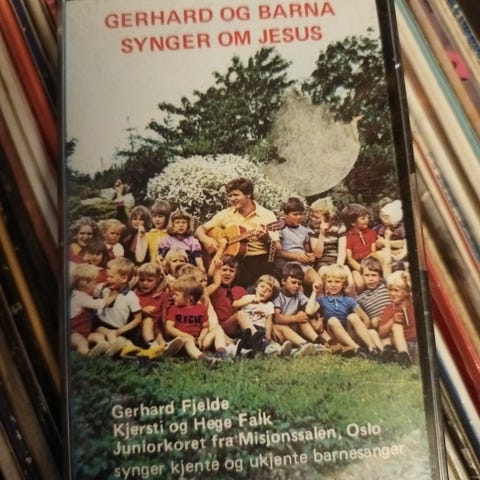 GERHARD OG BARNA
SYNGER OM JESUS
Gerhard Fjelde
Kjersti og Hege Falk
Juniorkoret fra Misjonssalen, Oslo
synger kjente og ukjente barnesanger